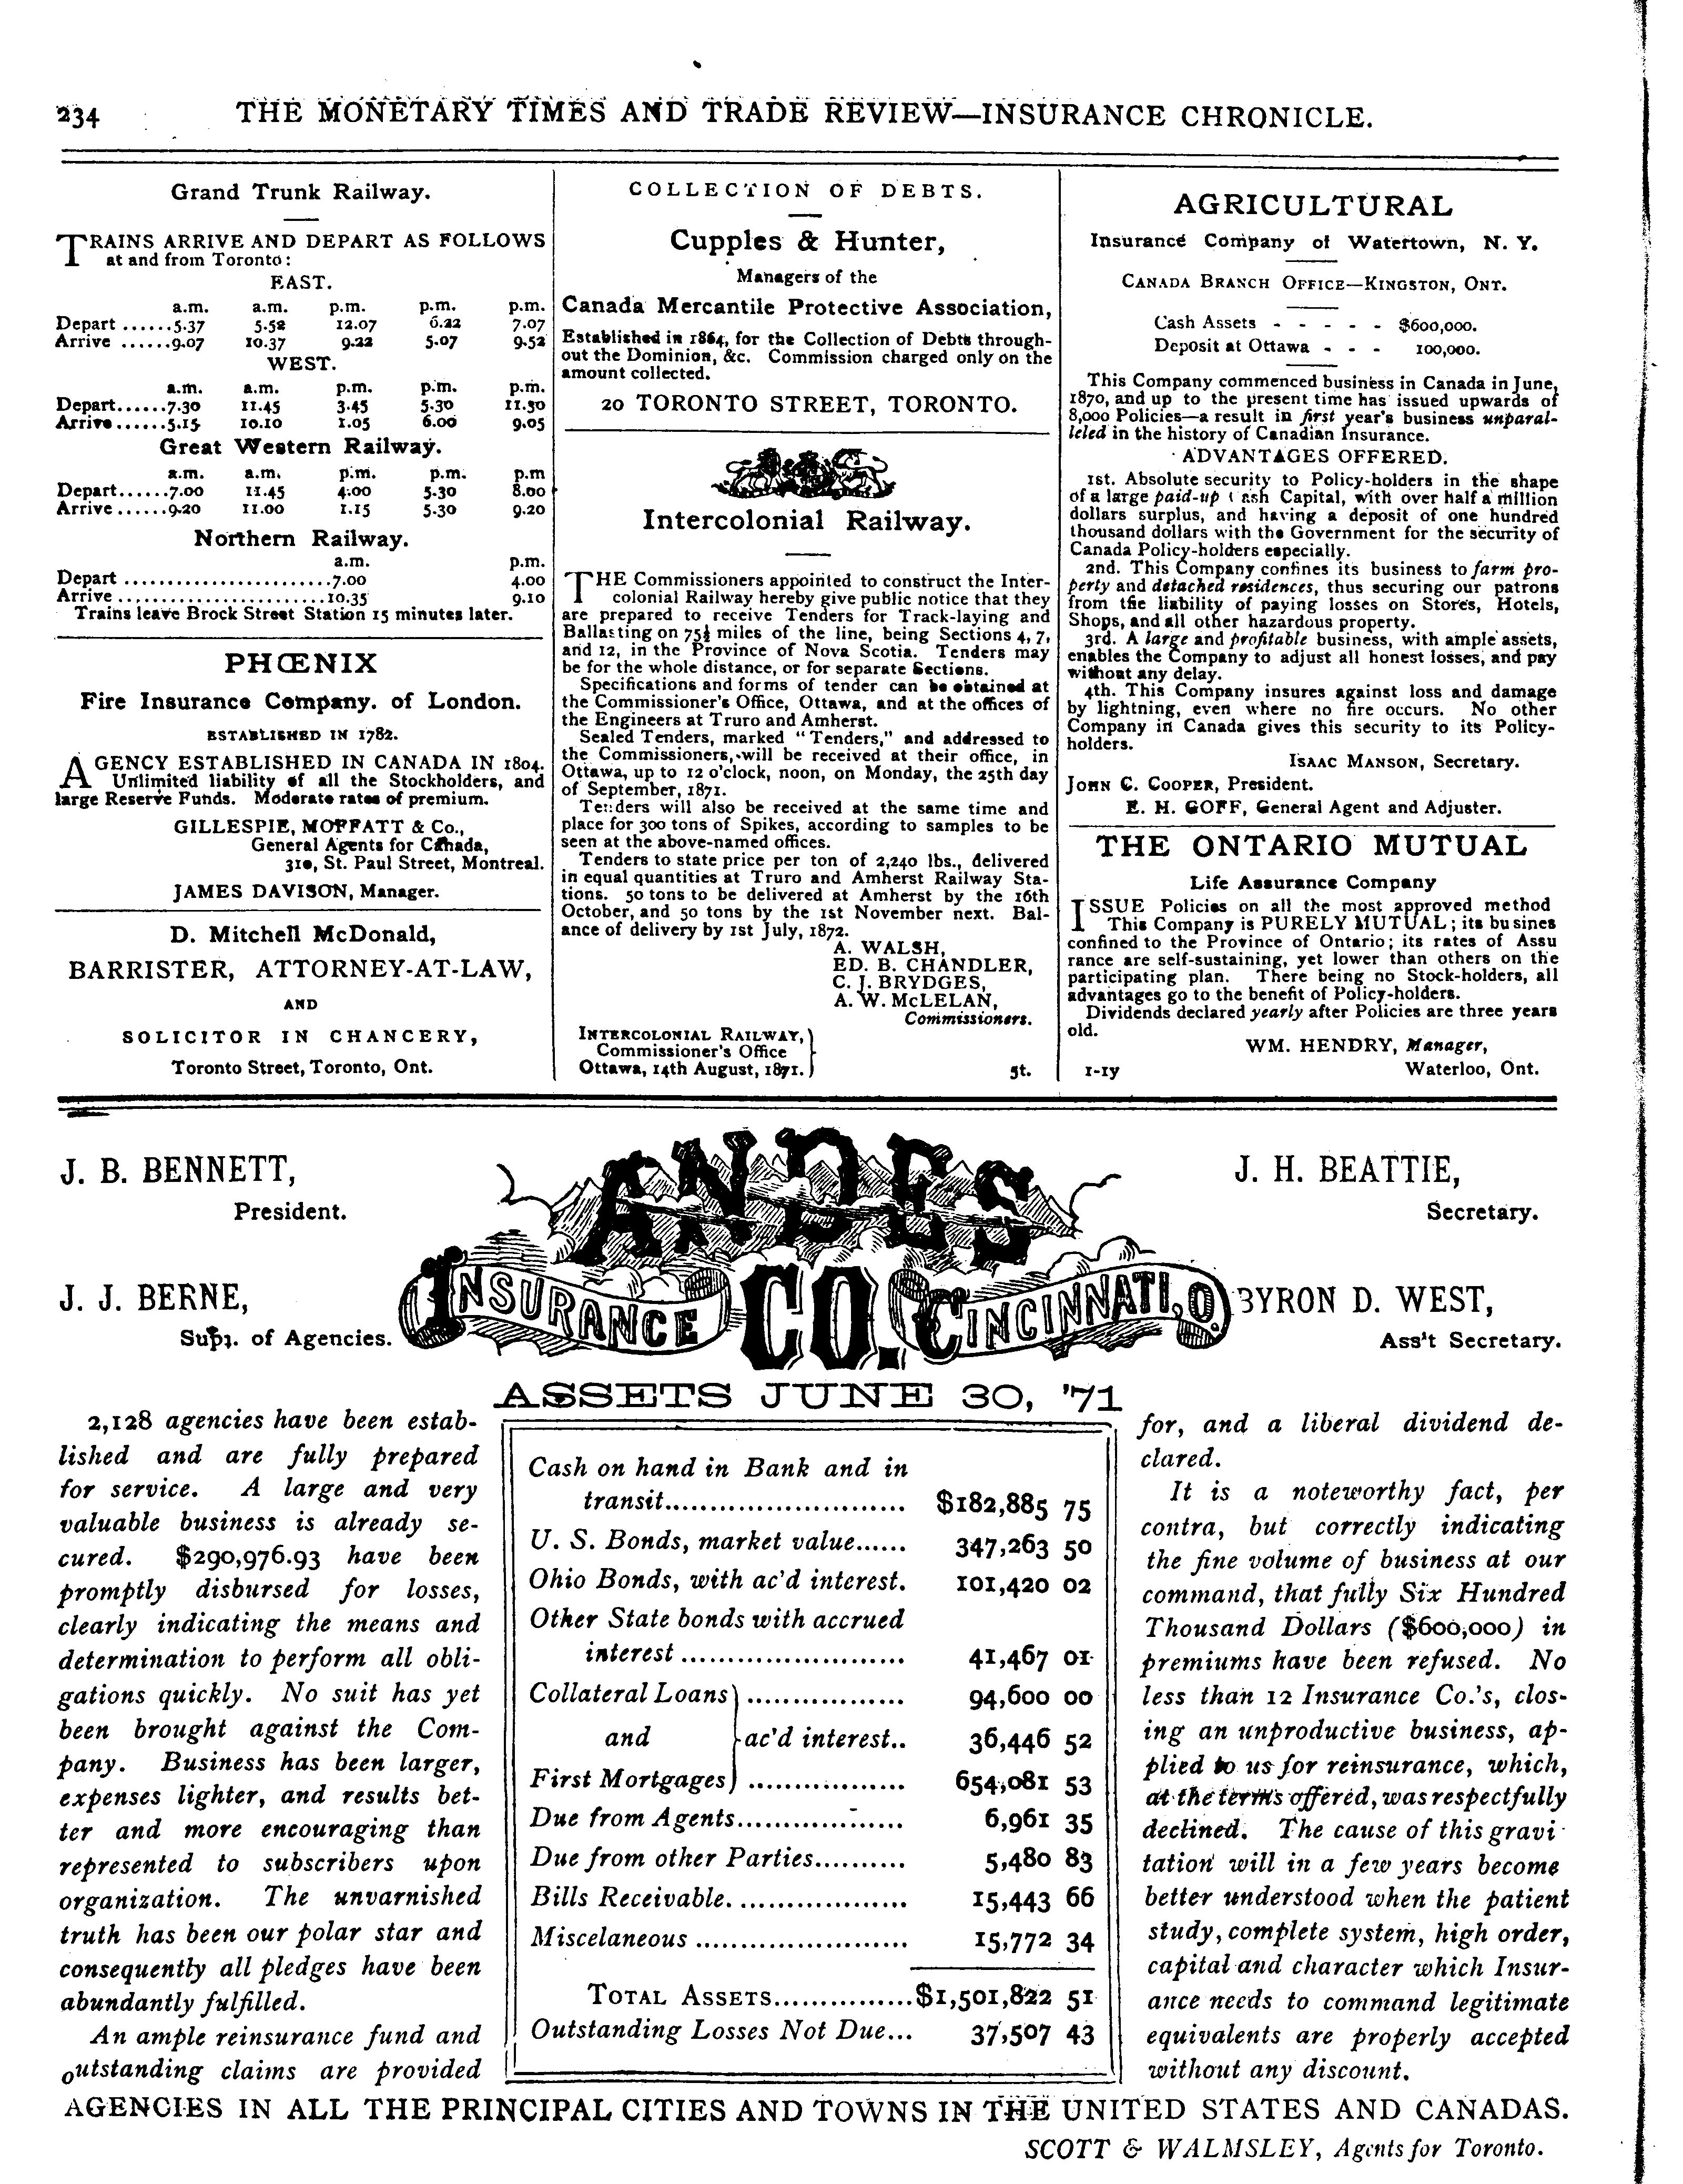 234 THE MONETARY TIMES AND TRADE REVIEW—INSURANCE CHRONICLE.
Grand Trunk Railway.
TRAINS ARRIVE AND DEPART AS FOLLOWS
at and from Toronto:
EAST.
a.m. a.m. p.m. p.m. p.m.
Depart ......5.37 5.52 12.07 6.22 7.07
Arrive ......9.07 10.37 9.22 5.07 9.52
WEST.
a.m. a.m. p.m. p.m. p.m.
Depart......7.30 11.45 3.45 5.30 11.30
Arrive ......5.15 10.10 1.05 6.00 9.05
Great Western Railway.
a.m. a.m. p.m. p.m. p.m
Depart......7.00 11.45 4.00 5.30 8.00
Arrive ......9.20 11.00 1.15 5.30 9.20
Northern Railway.
a.m. p.m.
Depart ..........................7.00 4.00
Arrive ..........................10.35 9.10
Trains leave Brock Street Station 15 minutes later.
PHŒNIX
Fire Insurance Company. of London.
ESTABLISHED IN 1782.
AGENCY ESTABLISHED IN CANADA IN 1804.
Unlimited liability of all the Stockholders, and
large Reserve Funds. Moderate rates of premium.
GILLESPIE, MOFFATT & Co.,
General Agents for Canada,
310, St. Paul Street, Montreal.
JAMES DAVISON, Manager.
D. Mitchell McDonald,
BARRISTER, ATTORNEY-AT-LAW,
AND
SOLICITOR IN CHANCERY,
Toronto Street, Toronto, Ont.
COLLECTION OF DEBTS.
Cupples & Hunter,
Managers of the
Canada Mercantile Protective Association,
Established in 1864, for the Collection of Debts through-
out the Dominion, &c. Commission charged only on the
amount collected.
20 TORONTO STREET, TORONTO.
Intercolonial Railway.
THE Commissioners appointed to construct the Inter-
colonial Railway hereby give public notice that they
are prepared to receive Tenders for Track-laying and
Ballasting on 75½ miles of the line, being Sections 4, 7,
and 12, in the Province of Nova Scotia. Tenders may
be for the whole distance, or for separate Sections.
Specifications and forms of tender can be obtained at
the Commissioner's Office, Ottawa, and at the offices of
the Engineers at Truro and Amherst.
Sealed Tenders, marked "Tenders," and addressed to
the Commissioners, will be received at their office, in
Ottawa, up to 12 o'clock, noon, on Monday, the 25th day
of September, 1871.
Tenders will also be received at the same time and
place for 300 tons of Spikes, according to samples to be
seen at the above-named offices.
Tenders to state price per ton of 2,240 lbs., delivered
in equal quantities at Truro and Amherst Railway Sta-
tions. 50 tons to be delivered at Amherst by the 16th
October, and 50 tons by the 1st November next. Bal-
ance of delivery by 1st July, 1872.
A. WALSH,
ED. B. CHANDLER,
C. J. BRYDGES,
A. W. McLELAN,
Commissioners.
INTERCOLONIAL RAILWAY,
Commissioner's Office
Ottawa, 14th August, 1871. 5t.
AGRICULTURAL
Insurance Company of Watertown, N. Y.
CANADA BRANCH OFFICE—KINGSTON, ONT.
Cash Assets - - - - - $600,000.
Deposit at Ottawa - - - 100,000.
This Company commenced business in Canada in June,
1870, and up to the present time has issued upwards of
8,000 Policies—a result in first year's business unparal-
leled in the history of Canadian Insurance.
ADVANTAGES OFFERED.
1st. Absolute security to Policy-holders in the shape
of a large paid-up Cash Capital, with over half a million
dollars surplus, and having a deposit of one hundred
thousand dollars with the Government for the security of
Canada Policy-holders especially.
2nd. This Company confines its business to farm pro-
perty and detached residences, thus securing our patrons
from the liability of paying losses on Stores, Hotels,
Shops, and all other hazardous property.
3rd. A large and profitable business, with ample assets,
enables the Company to adjust all honest losses, and pay
without any delay.
4th. This Company insures against loss and damage
by lightning, even where no fire occurs. No other
Company in Canada gives this security to its Policy-
holders.
ISAAC MANSON, Secretary.
JOHN C. COOPER, President.
E. H. GOFF, General Agent and Adjuster.
THE ONTARIO MUTUAL
Life Assurance Company
ISSUE Policies on all the most approved method
This Company is PURELY MUTUAL; its busines
confined to the Province of Ontario; its rates of Assu
rance are self-sustaining, yet lower than others on the
participating plan. There being no Stock-holders, all
advantages go to the benefit of Policy-holders.
Dividends declared yearly after Policies are three years
old.
WM. HENDRY, Manager,
1-1y Waterloo, Ont.
J. B. BENNETT,
President.
J. J. BERNE,
Supt. of Agencies.
ANDES
INSURANCE CO. CINCINNATI, O.
J. H. BEATTIE,
Secretary.
BYRON D. WEST,
Ass't Secretary.
ASSETS JUNE 30, '71
2,128 agencies have been estab-
lished and are fully prepared
for service. A large and very
valuable business is already se-
cured. $290,976.93 have been
promptly disbursed for losses,
clearly indicating the means and
determination to perform all obli-
gations quickly. No suit has yet
been brought against the Com-
pany. Business has been larger,
expenses lighter, and results bet-
ter and more encouraging than
represented to subscribers upon
organization. The unvarnished
truth has been our polar star and
consequently all pledges have been
abundantly fulfilled.
An ample reinsurance fund and
outstanding claims are provided
Cash on hand in Bank and in
transit........................... $182,885 75
U. S. Bonds, market value...... 347,263 50
Ohio Bonds, with ac'd interest. 101,420 02
Other State bonds with accrued
interest ......................... 41,467 01
Collateral Loans .................. 94,600 00
and ac'd interest.. 36,446 52
First Mortgages .................. 654,081 53
Due from Agents................... 6,961 35
Due from other Parties.......... 5,480 83
Bills Receivable.................... 15,443 66
Miscelaneous ........................ 15,772 34
TOTAL ASSETS...............$1,501,822 51
Outstanding Losses Not Due... 37,507 43
for, and a liberal dividend de-
clared.
It is a noteworthy fact, per
contra, but correctly indicating
the fine volume of business at our
command, that fully Six Hundred
Thousand Dollars ($600,000) in
premiums have been refused. No
less than 12 Insurance Co.'s, clos-
ing an unproductive business, ap-
plied to us for reinsurance, which,
at the terms offered, was respectfully
declined. The cause of this gravi
tation will in a few years become
better understood when the patient
study, complete system, high order,
capital and character which Insur-
ance needs to command legitimate
equivalents are properly accepted
without any discount.
AGENCIES IN ALL THE PRINCIPAL CITIES AND TOWNS IN THE UNITED STATES AND CANADAS.
SCOTT & WALMSLEY, Agents for Toronto.